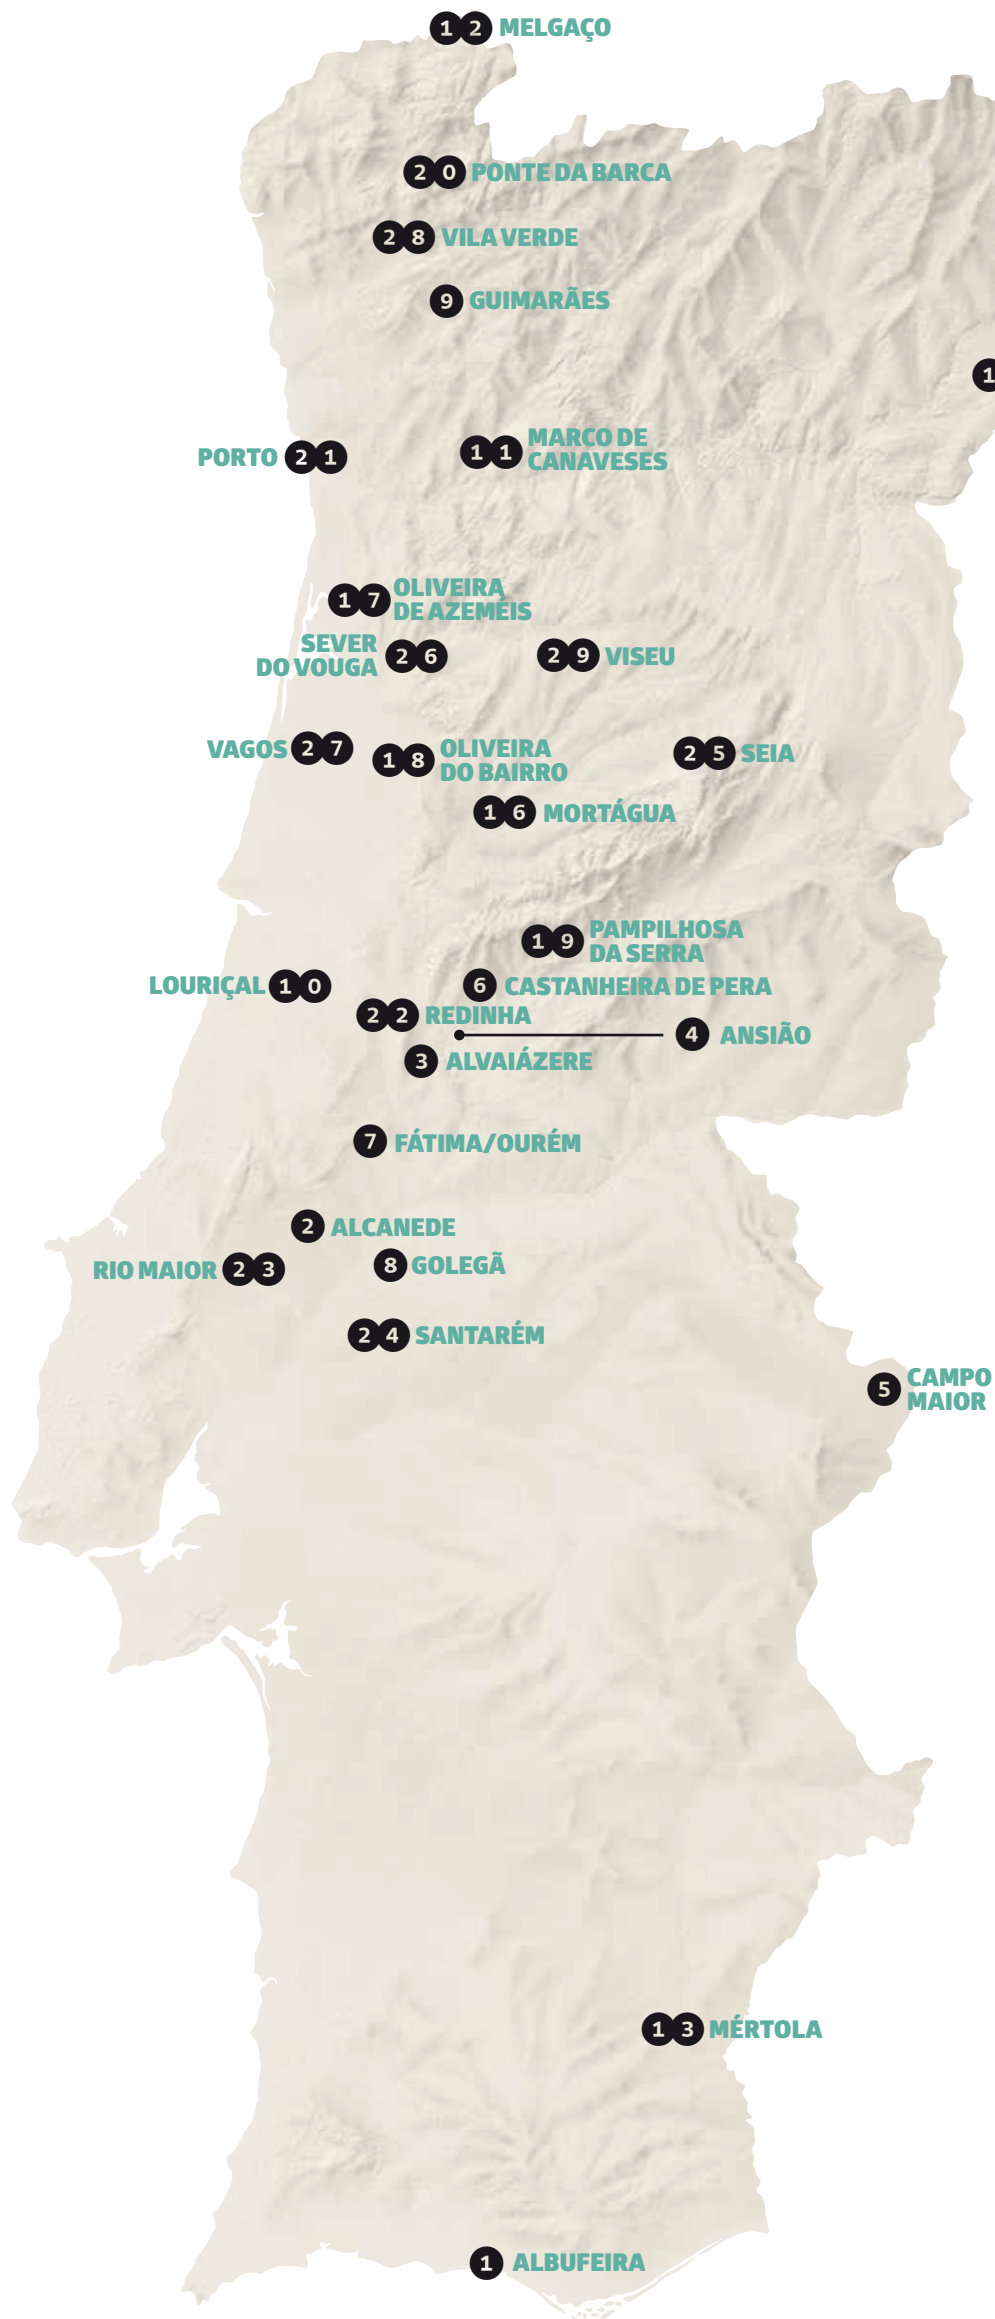 12 MELGAÇO
20 PONTE DA BARCA
28 VILA VERDE
9 GUIMARÃES
1
PORTO 21
11 MARCO DE
CANAVESES
17 OLIVEIRA
DE AZEMÉIS
SEVER
DO VOUGA 26
29 VISEU
VAGOS 27
18 OLIVEIRA
DO BAIRRO
25 SEIA
16 MORTÁGUA
19 PAMPILHOSA
DA SERRA
LOURIÇAL 10
6 CASTANHEIRA DE PERA
22 REDINHA
4 ANSIÃO
3 ALVAIÁZERE
7 FÁTIMA/OURÉM
2 ALCANEDE
RIO MAIOR 23
8 GOLEGÃ
24 SANTARÉM
5 CAMPO
MAIOR
13 MÉRTOLA
1 ALBUFEIRA